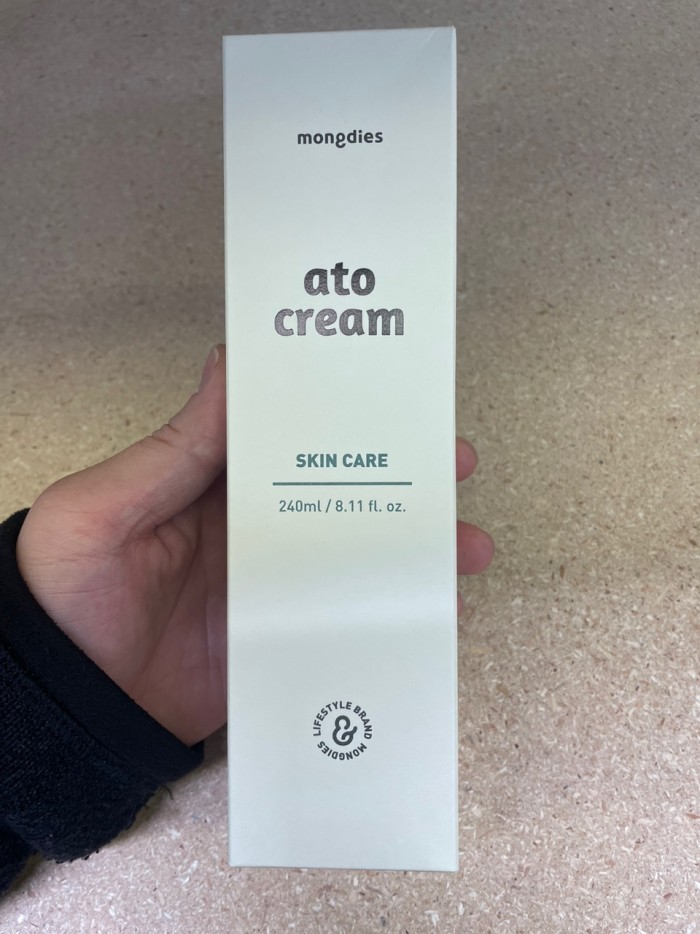 mongdies
ato
cream
SKIN CARE
240ml / 8.11 fl. oz.
LIFESTYLE BRAND MONGDIES
&